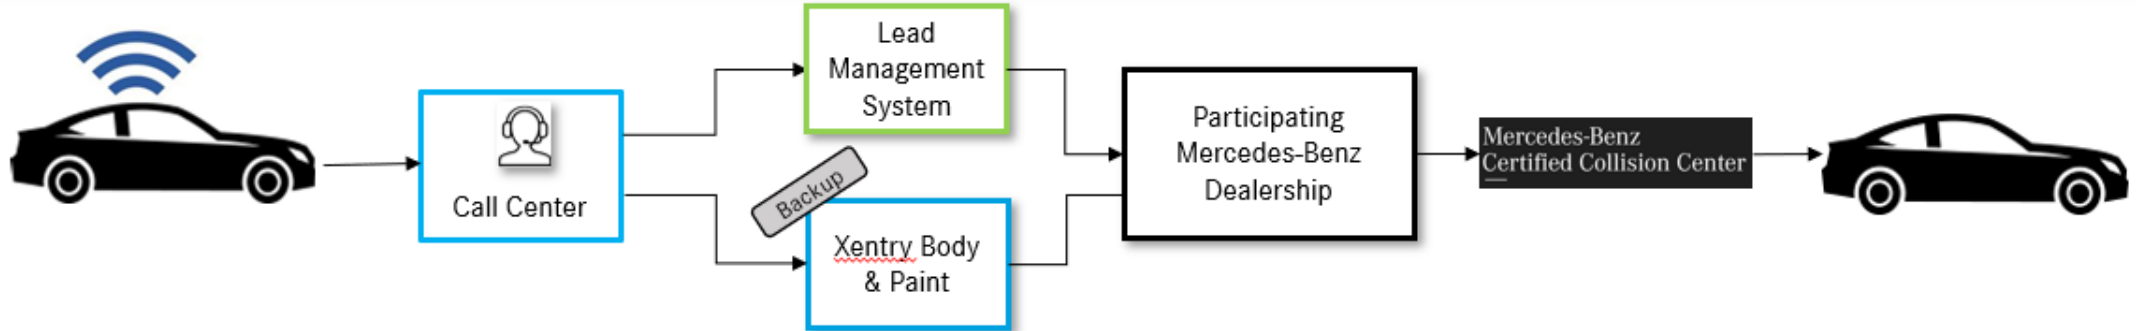 Call Center
Lead
Management
System
Backup
Xentry Body
& Paint
Participating
Mercedes-Benz
Dealership
Mercedes-Benz
Certified Collision Center